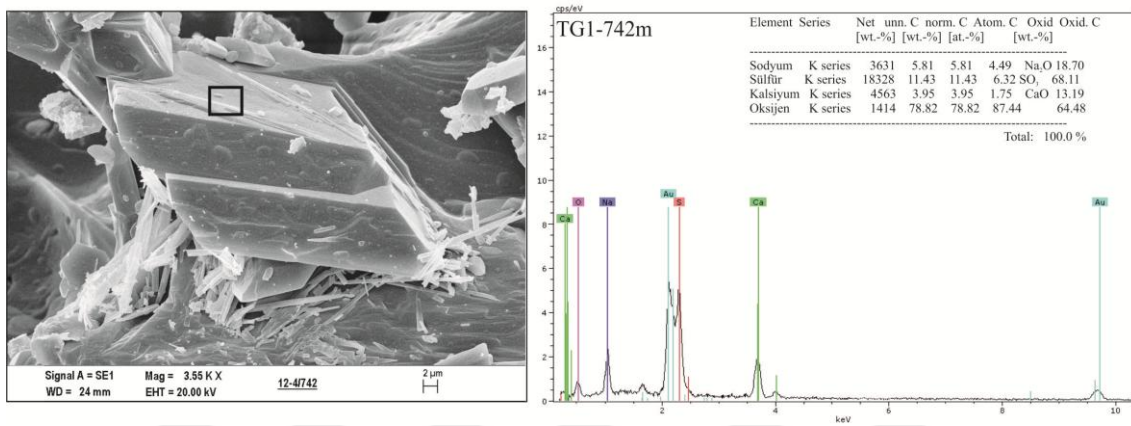 Signal A = SE1 Mag = 3.55 K X 2 µm
WD = 24 mm EHT = 20.00 kV 12-4/742
cps/eV
TG1-742m
Element Series Net unn. C norm. C Atom. C Oxid Oxid. C
[wt.-%] [wt.-%] [at.-%] [wt.-%]
Sodyum K series 3631 5.81 5.81 4.49 Na₂O 18.70
Sülfür K series 18328 11.43 11.43 6.32 SO₃ 68.11
Kalsiyum K series 4563 3.95 3.95 1.75 CaO 13.19
Oksijen K series 1414 78.82 78.82 87.44 64.48
Total: 100.0 %
16
14
12
10
8
6
4
2
0
Ca O Na Au S Ca Au
2 4 6 8 10
keV